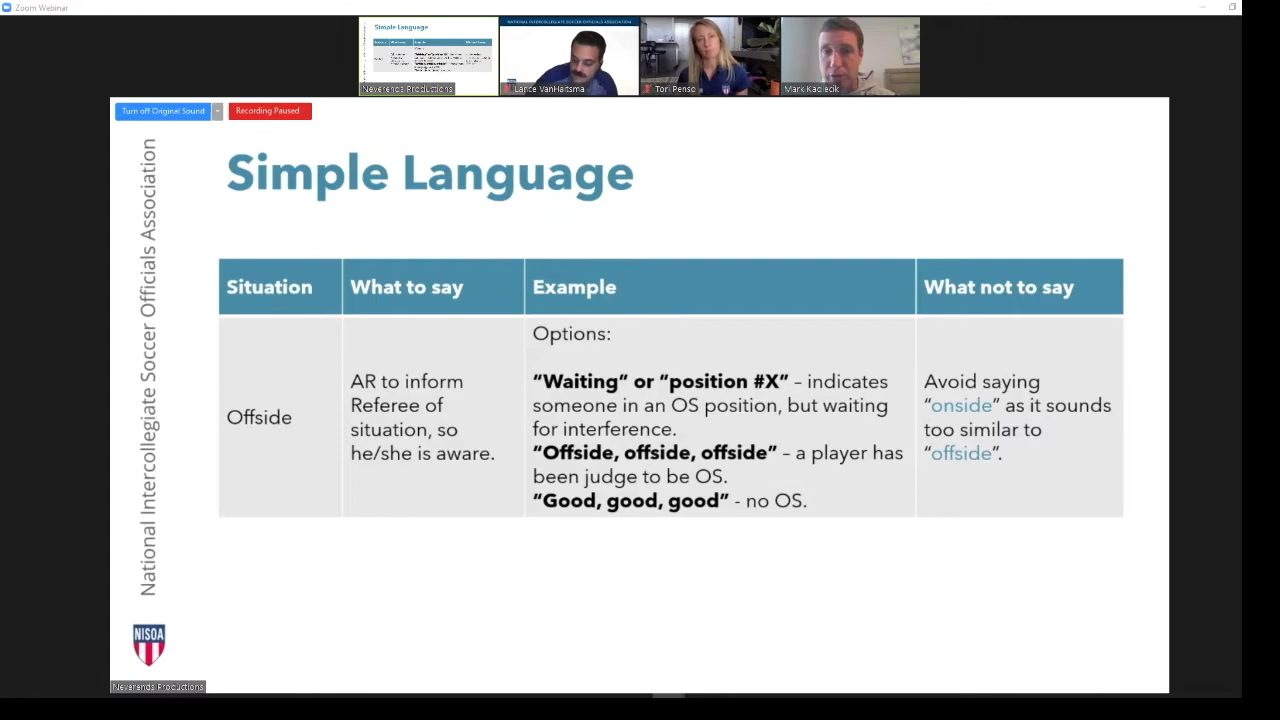 Zoom Webinar
Simple Language
NATIONAL INTERCOLLEGIATE SOCCER OFFICIALS ASSOCIATION
Neverends Productions
Lance VanHaitsma
Tori Penso
Mark Kadlecik
Turn off Original Sound
Recording Paused
National Intercollegiate Soccer Officials Association
Simple Language
Situation
What to say
Example
What not to say
Offside
AR to inform
Referee of
situation, so
he/she is aware.
Options:
“Waiting” or “position #X” – indicates
someone in an OS position, but waiting
for interference.
“Offside, offside, offside” – a player has
been judge to be OS.
“Good, good, good” - no OS.
Avoid saying
“onside” as it sounds
too similar to
“offside”.
NISOA
Neverends Productions